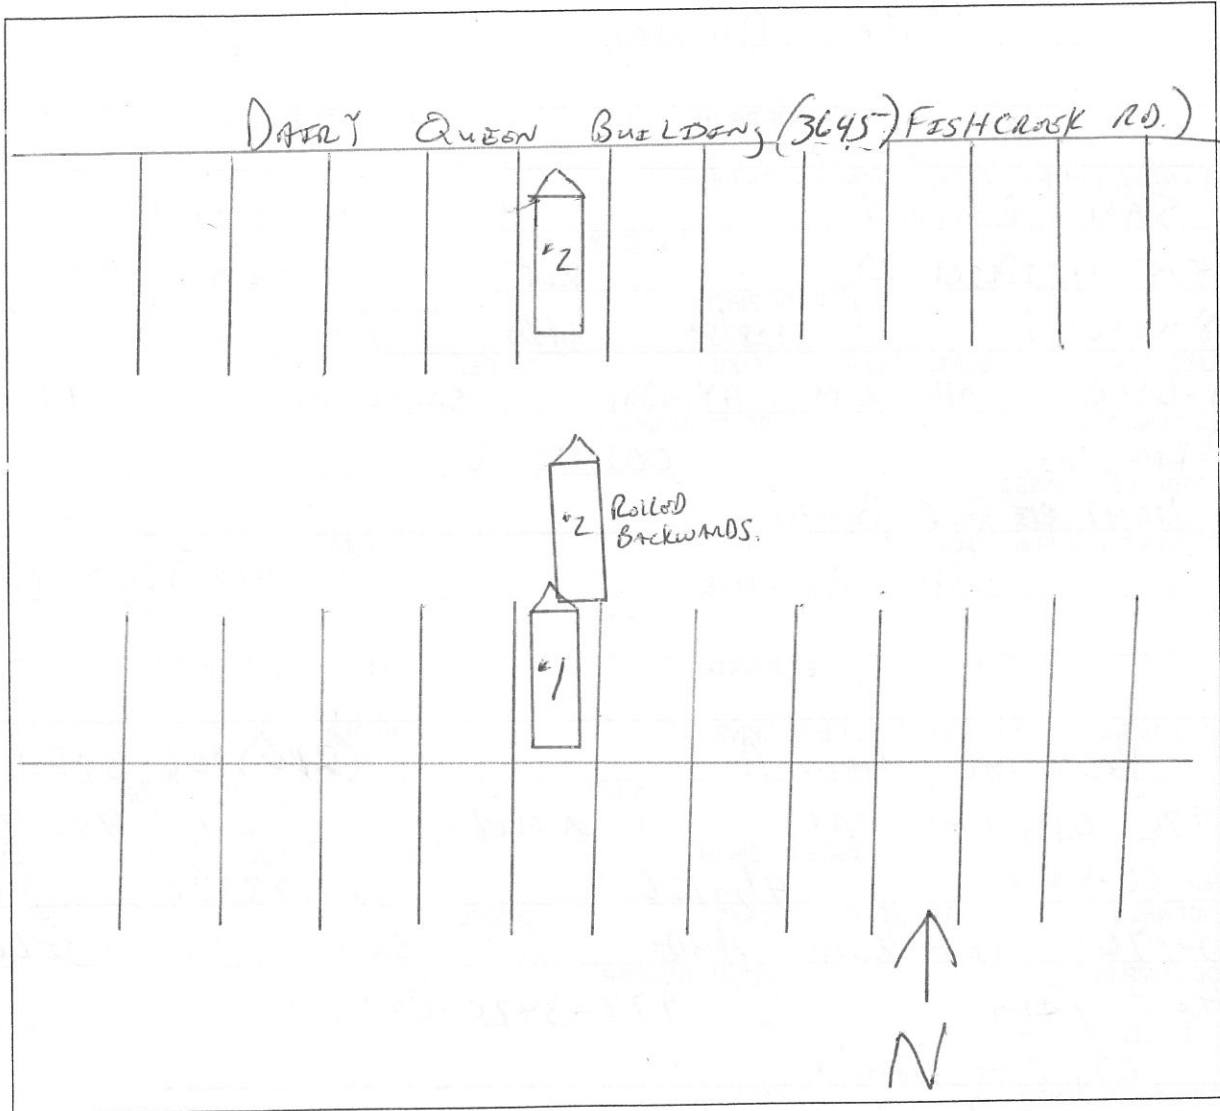 DAIRY QUEEN BUILDING (3645) FISHCREEK RD.)
#2
#2 ROLLED
BACKWARDS.
#1
N